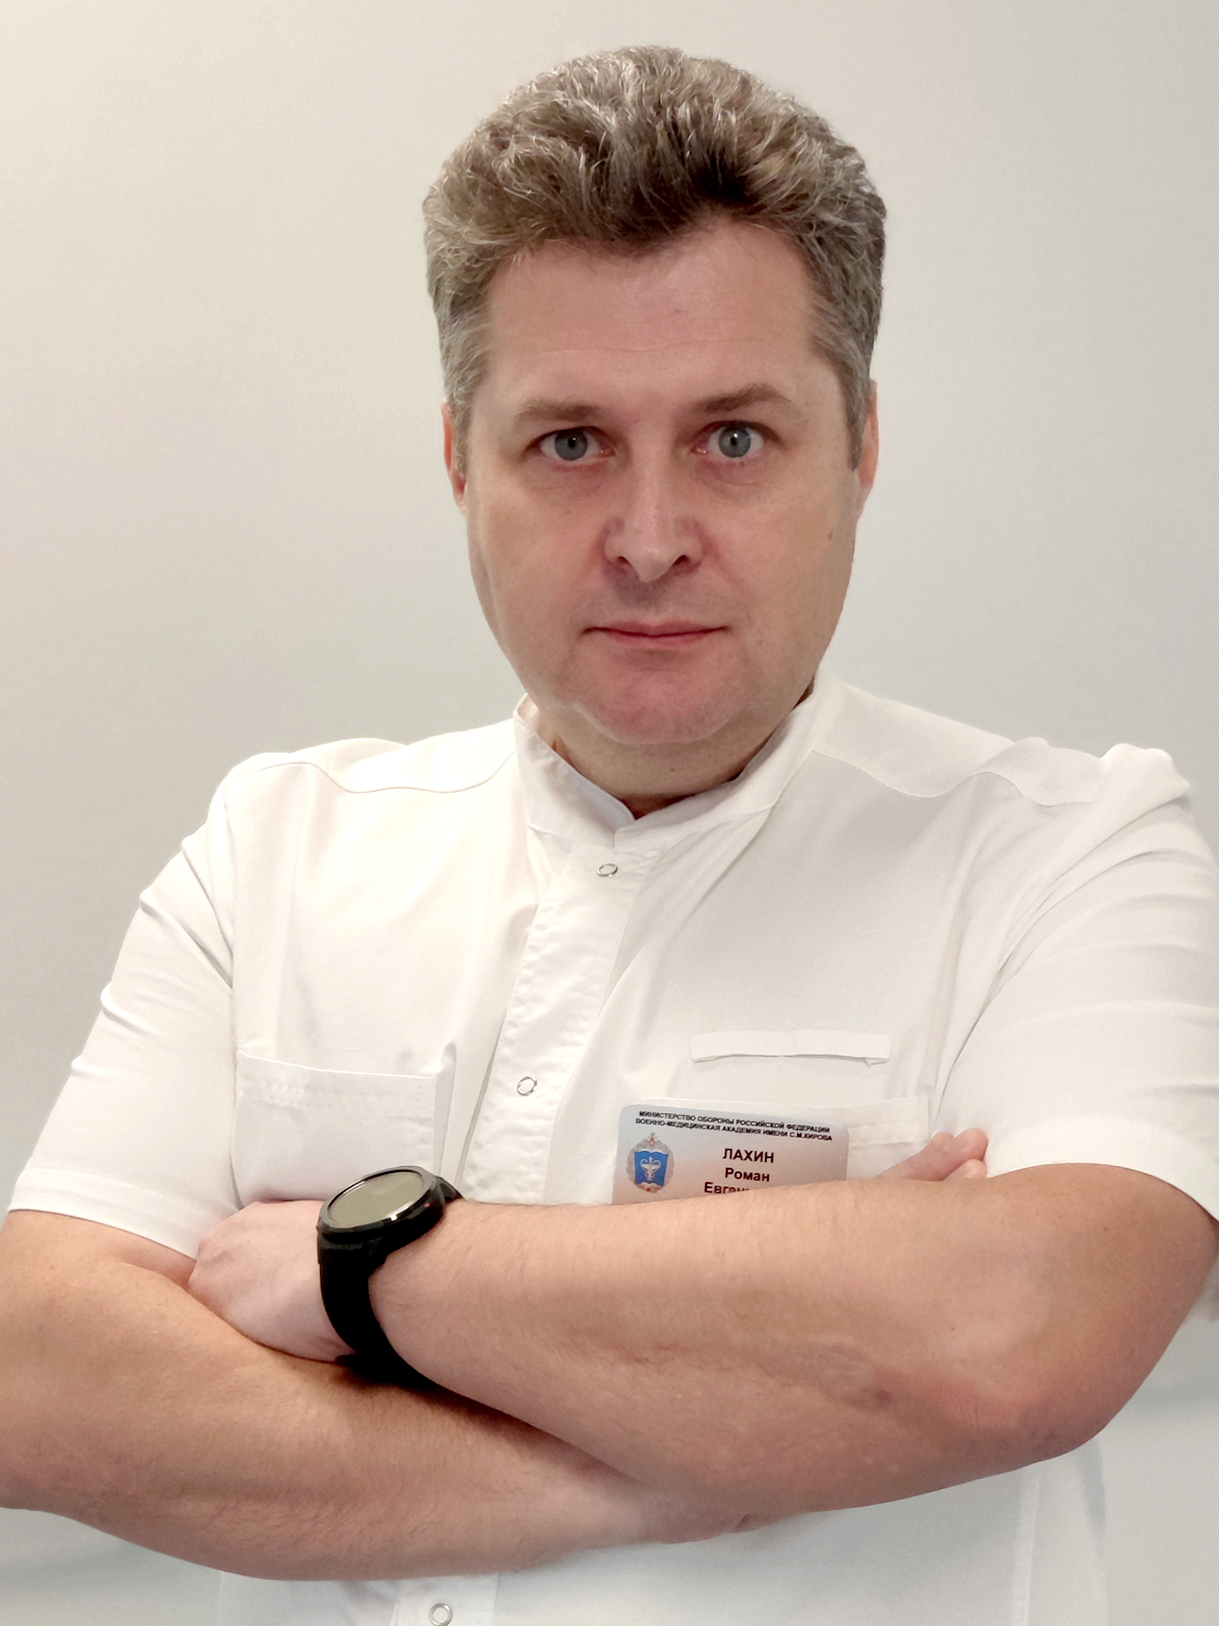 МИНИСТЕРСТВО ОБОРОНЫ РОССИЙСКОЙ ФЕДЕРАЦИИ
ВОЕННО-МЕДИЦИНСКАЯ АКАДЕМИЯ ИМЕНИ С.М.КИРОВА
ЛАХИН
Роман